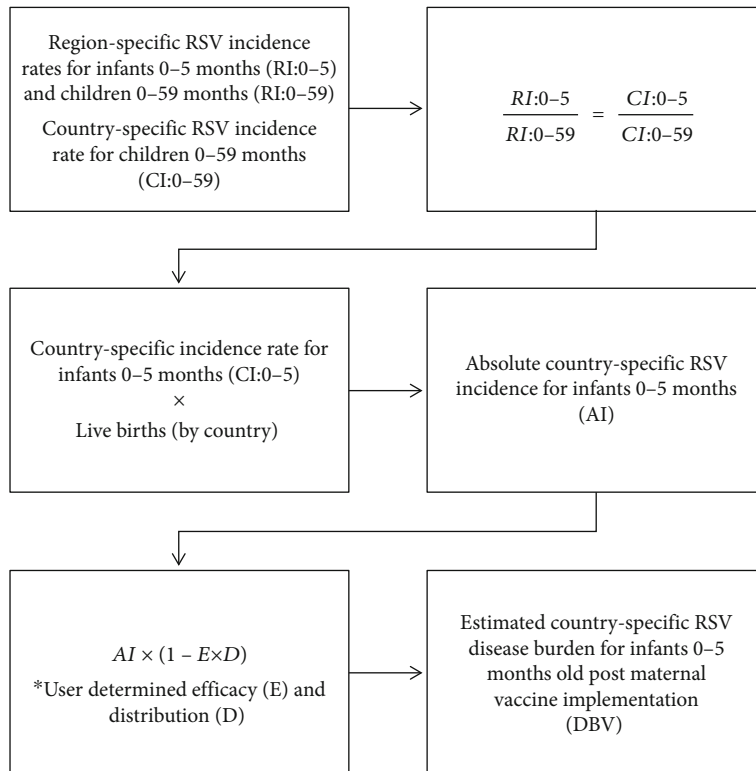 Region-specific RSV incidence
rates for infants 0–5 months (RI:0–5)
and children 0–59 months (RI:0–59)
Country-specific RSV incidence
rate for children 0–59 months
(CI:0–59)
RI:0–5 / RI:0–59 = CI:0–5 / CI:0–59
Country-specific incidence rate for
infants 0–5 months (CI:0–5)
×
Live births (by country)
Absolute country-specific RSV
incidence for infants 0–5 months
(AI)
AI × (1 – E×D)
*User determined efficacy (E) and
distribution (D)
Estimated country-specific RSV
disease burden for infants 0–5
months old post maternal
vaccine implementation
(DBV)